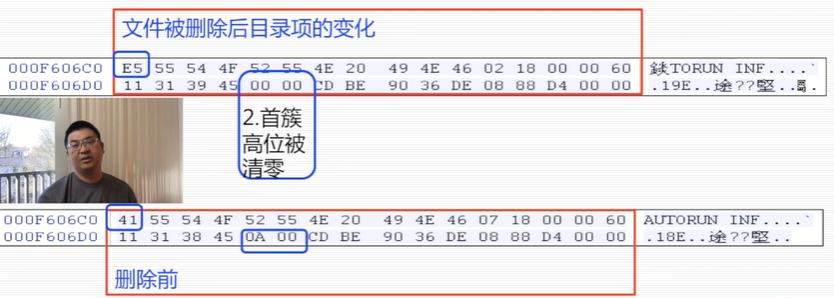 文件被删除后目录项的变化
000F606C0 E5 55 54 4F 52 55 4E 20 49 4E 46 02 18 00 00 60 錗TORUN INF....`
000F606D0 11 31 39 45 00 00 CD BE 90 36 DE 08 88 D4 00 00 .19E..途??堅..
2.首簇
高位被
清零
000F606C0 41 55 54 4F 52 55 4E 20 49 4E 46 07 18 00 00 60 AUTORUN INF....`
000F606D0 11 31 38 45 0A 00 CD BE 90 36 DE 08 88 D4 00 00 .18E..途??堅..
删除前